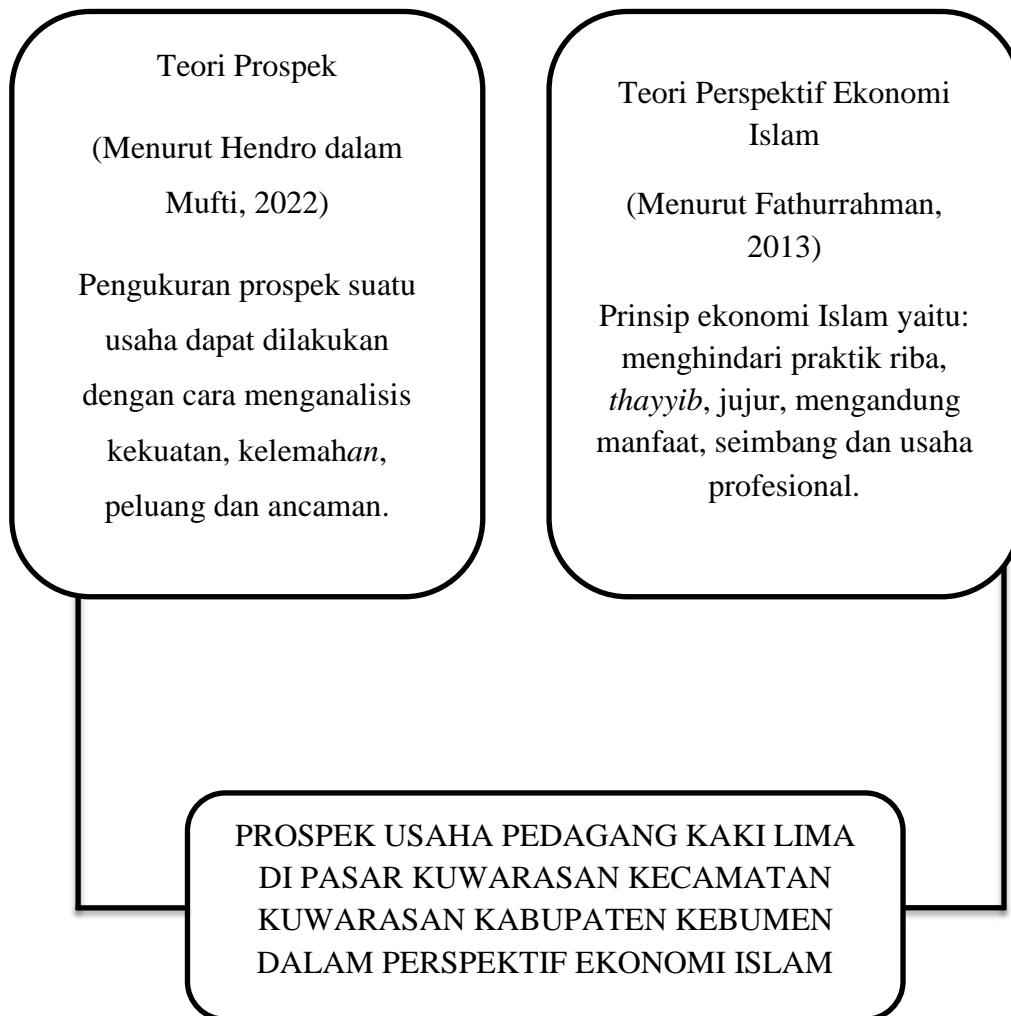 Teori Prospek
(Menurut Hendro dalam
Mufti, 2022)
Pengukuran prospek suatu
usaha dapat dilakukan
dengan cara menganalisis
kekuatan, kelemahan,
peluang dan ancaman.
Teori Perspektif Ekonomi
Islam
(Menurut Fathurrahman,
2013)
Prinsip ekonomi Islam yaitu:
menghindari praktik riba,
thayyib, jujur, mengandung
manfaat, seimbang dan usaha
profesional.
PROSPEK USAHA PEDAGANG KAKI LIMA
DI PASAR KUWARASAN KECAMATAN
KUWARASAN KABUPATEN KEBUMEN
DALAM PERSPEKTIF EKONOMI ISLAM